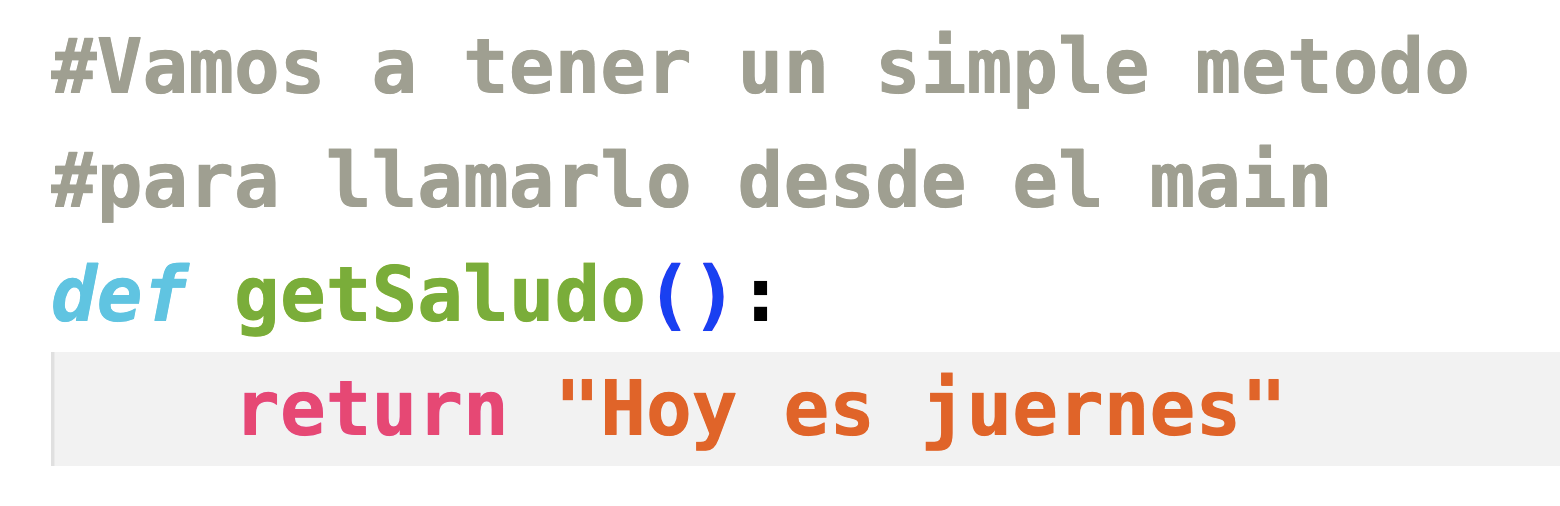 #Vamos a tener un simple metodo
#para llamarlo desde el main
def getSaludo():
    return "Hoy es juernes"